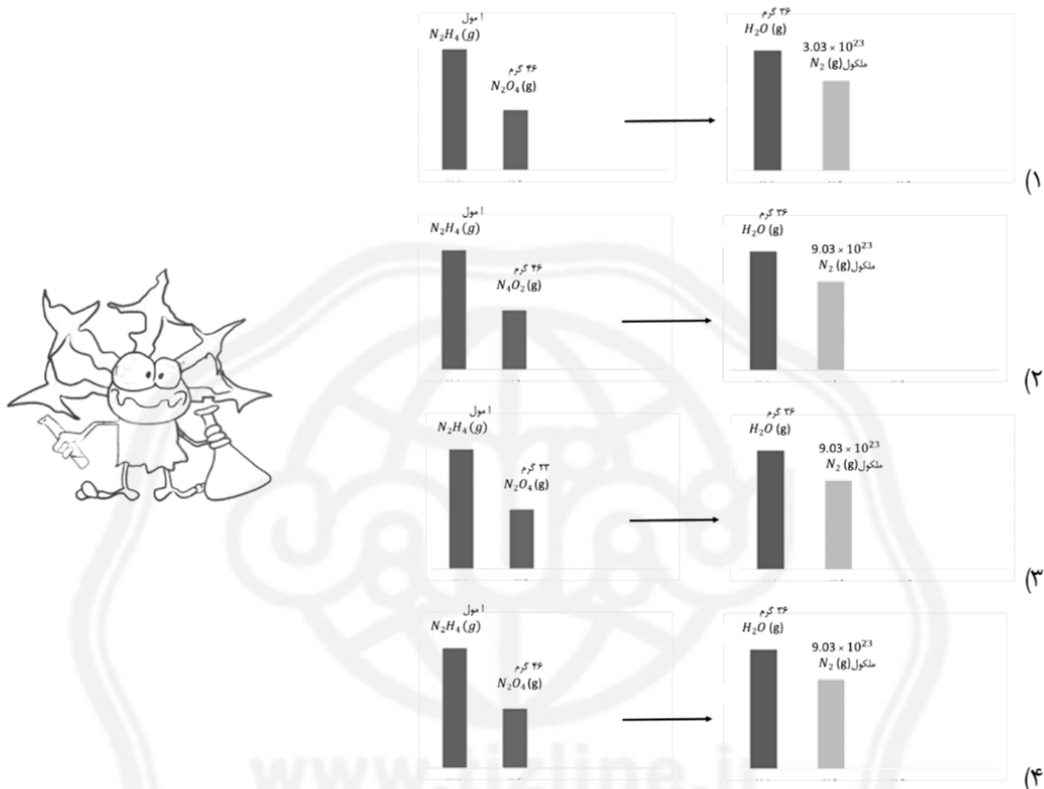 ۱ مول
N₂H₄(g)
۴۶ گرم
N₂O₄(g)
۳۶ گرم
H₂O (g)
3.03 × 10²³
ملکول N₂ (g)
۱)
۱ مول
N₂H₄(g)
۴۶ گرم
N₄O₂(g)
۳۶ گرم
H₂O (g)
9.03 × 10²³
ملکول N₂ (g)
۲)
۱ مول
N₂H₄(g)
۲۳ گرم
N₂O₄(g)
۳۶ گرم
H₂O (g)
9.03 × 10²³
ملکول N₂ (g)
۳)
۱ مول
N₂H₄(g)
۴۶ گرم
N₂O₄(g)
۳۶ گرم
H₂O (g)
9.03 × 10²³
ملکول N₂ (g)
۴)
www.tizline.ir